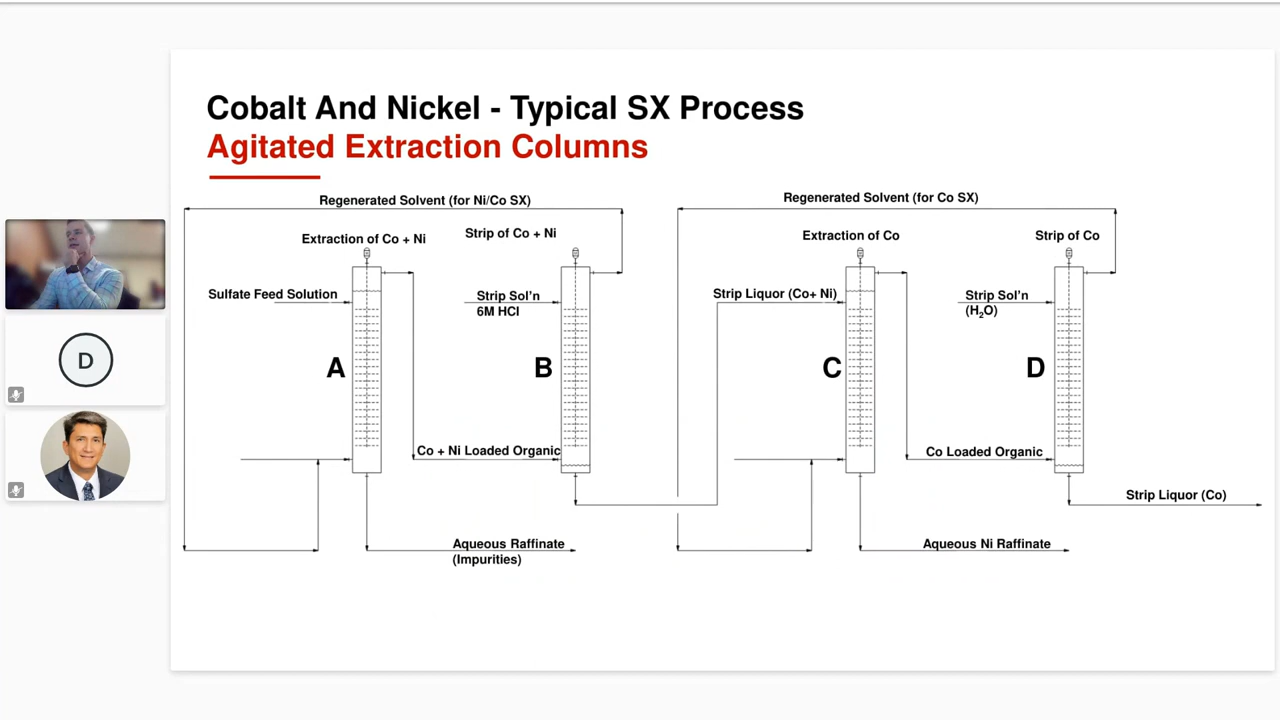 Cobalt And Nickel - Typical SX Process
Agitated Extraction Columns
Regenerated Solvent (for Ni/Co SX)
Regenerated Solvent (for Co SX)
Extraction of Co + Ni
Strip of Co + Ni
Extraction of Co
Strip of Co
Sulfate Feed Solution
Strip Sol'n
6M HCl
Strip Liquor (Co+ Ni)
Strip Sol'n
(H₂O)
A
B
C
D
D
Co + Ni Loaded Organic
Co Loaded Organic
Strip Liquor (Co)
Aqueous Raffinate
(Impurities)
Aqueous Ni Raffinate